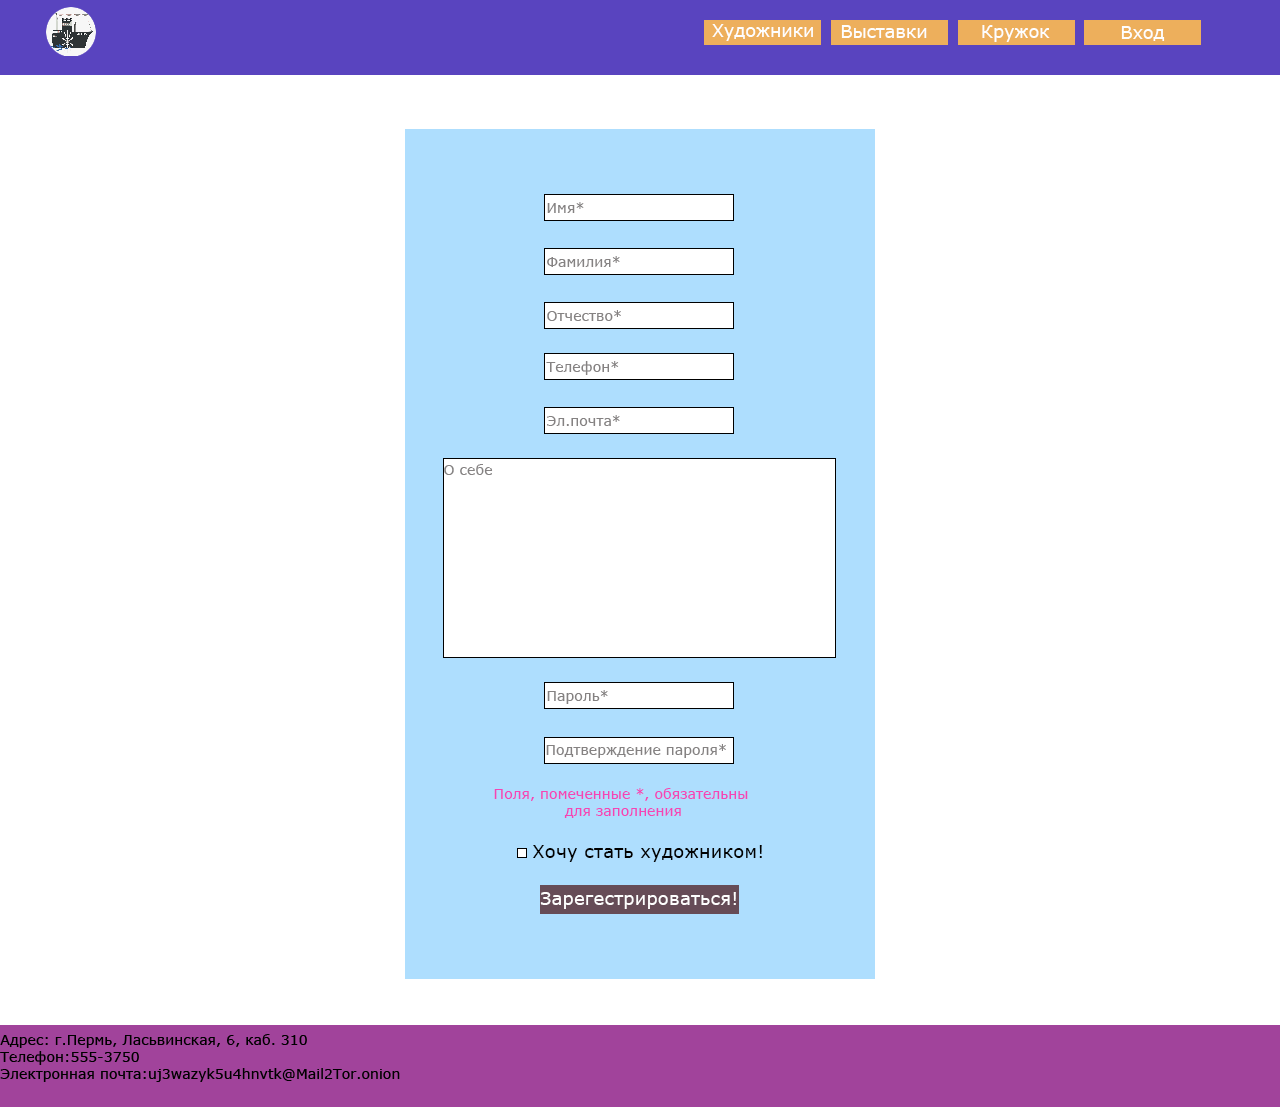 Художники
Выставки
Кружок
Вход
Имя*
Фамилия*
Отчество*
Телефон*
Эл.почта*
О себе
Пароль*
Подтверждение пароля*
Поля, помеченные *, обязательны
для заполнения
Хочу стать художником!
Зарегестрироваться!
Адрес: г.Пермь, Ласьвинская, 6, каб. 310
Телефон:555-3750
Электронная почта:uj3wazyk5u4hnvtk@Mail2Tor.onion